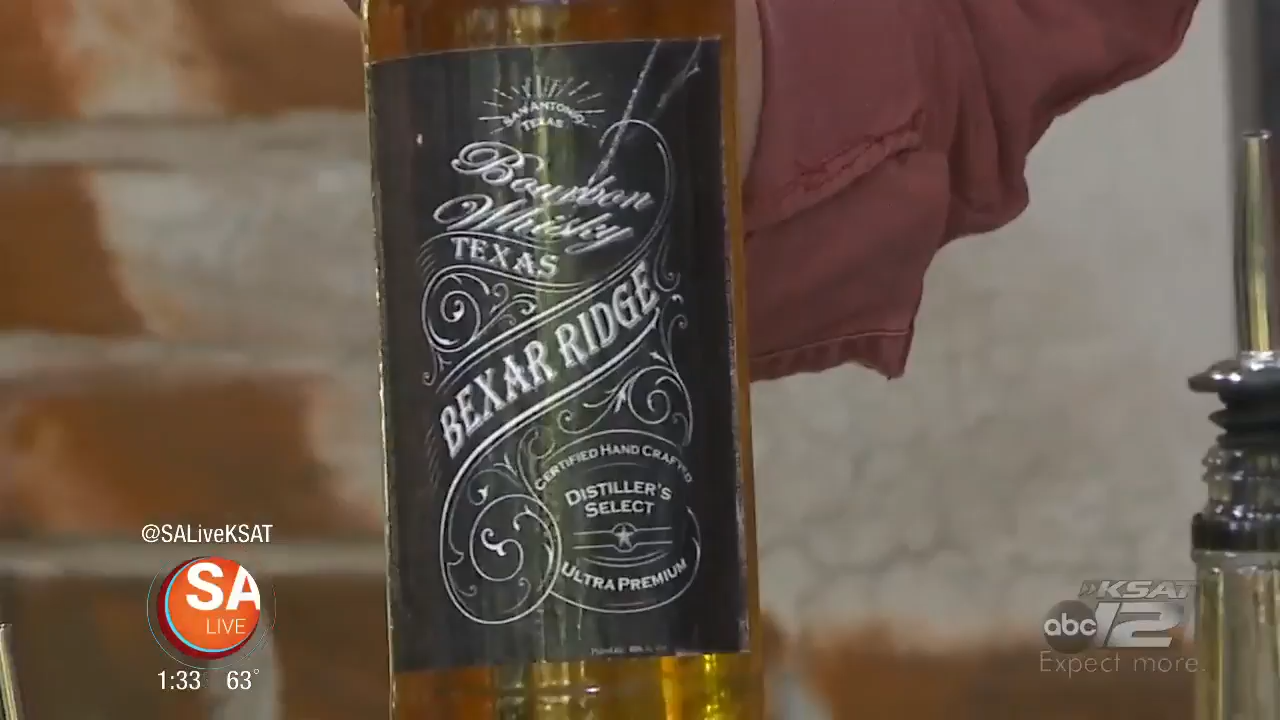 SAN ANTONIO
TEXAS
Bourbon
Whisky
TEXAS
BEXAR RIDGE
CERTIFIED HAND CRAFTED
DISTILLER'S
SELECT
ULTRA PREMIUM
@SALiveKSAT
SA
LIVE
1:33 63°
KSAT
abc 12
Expect more.